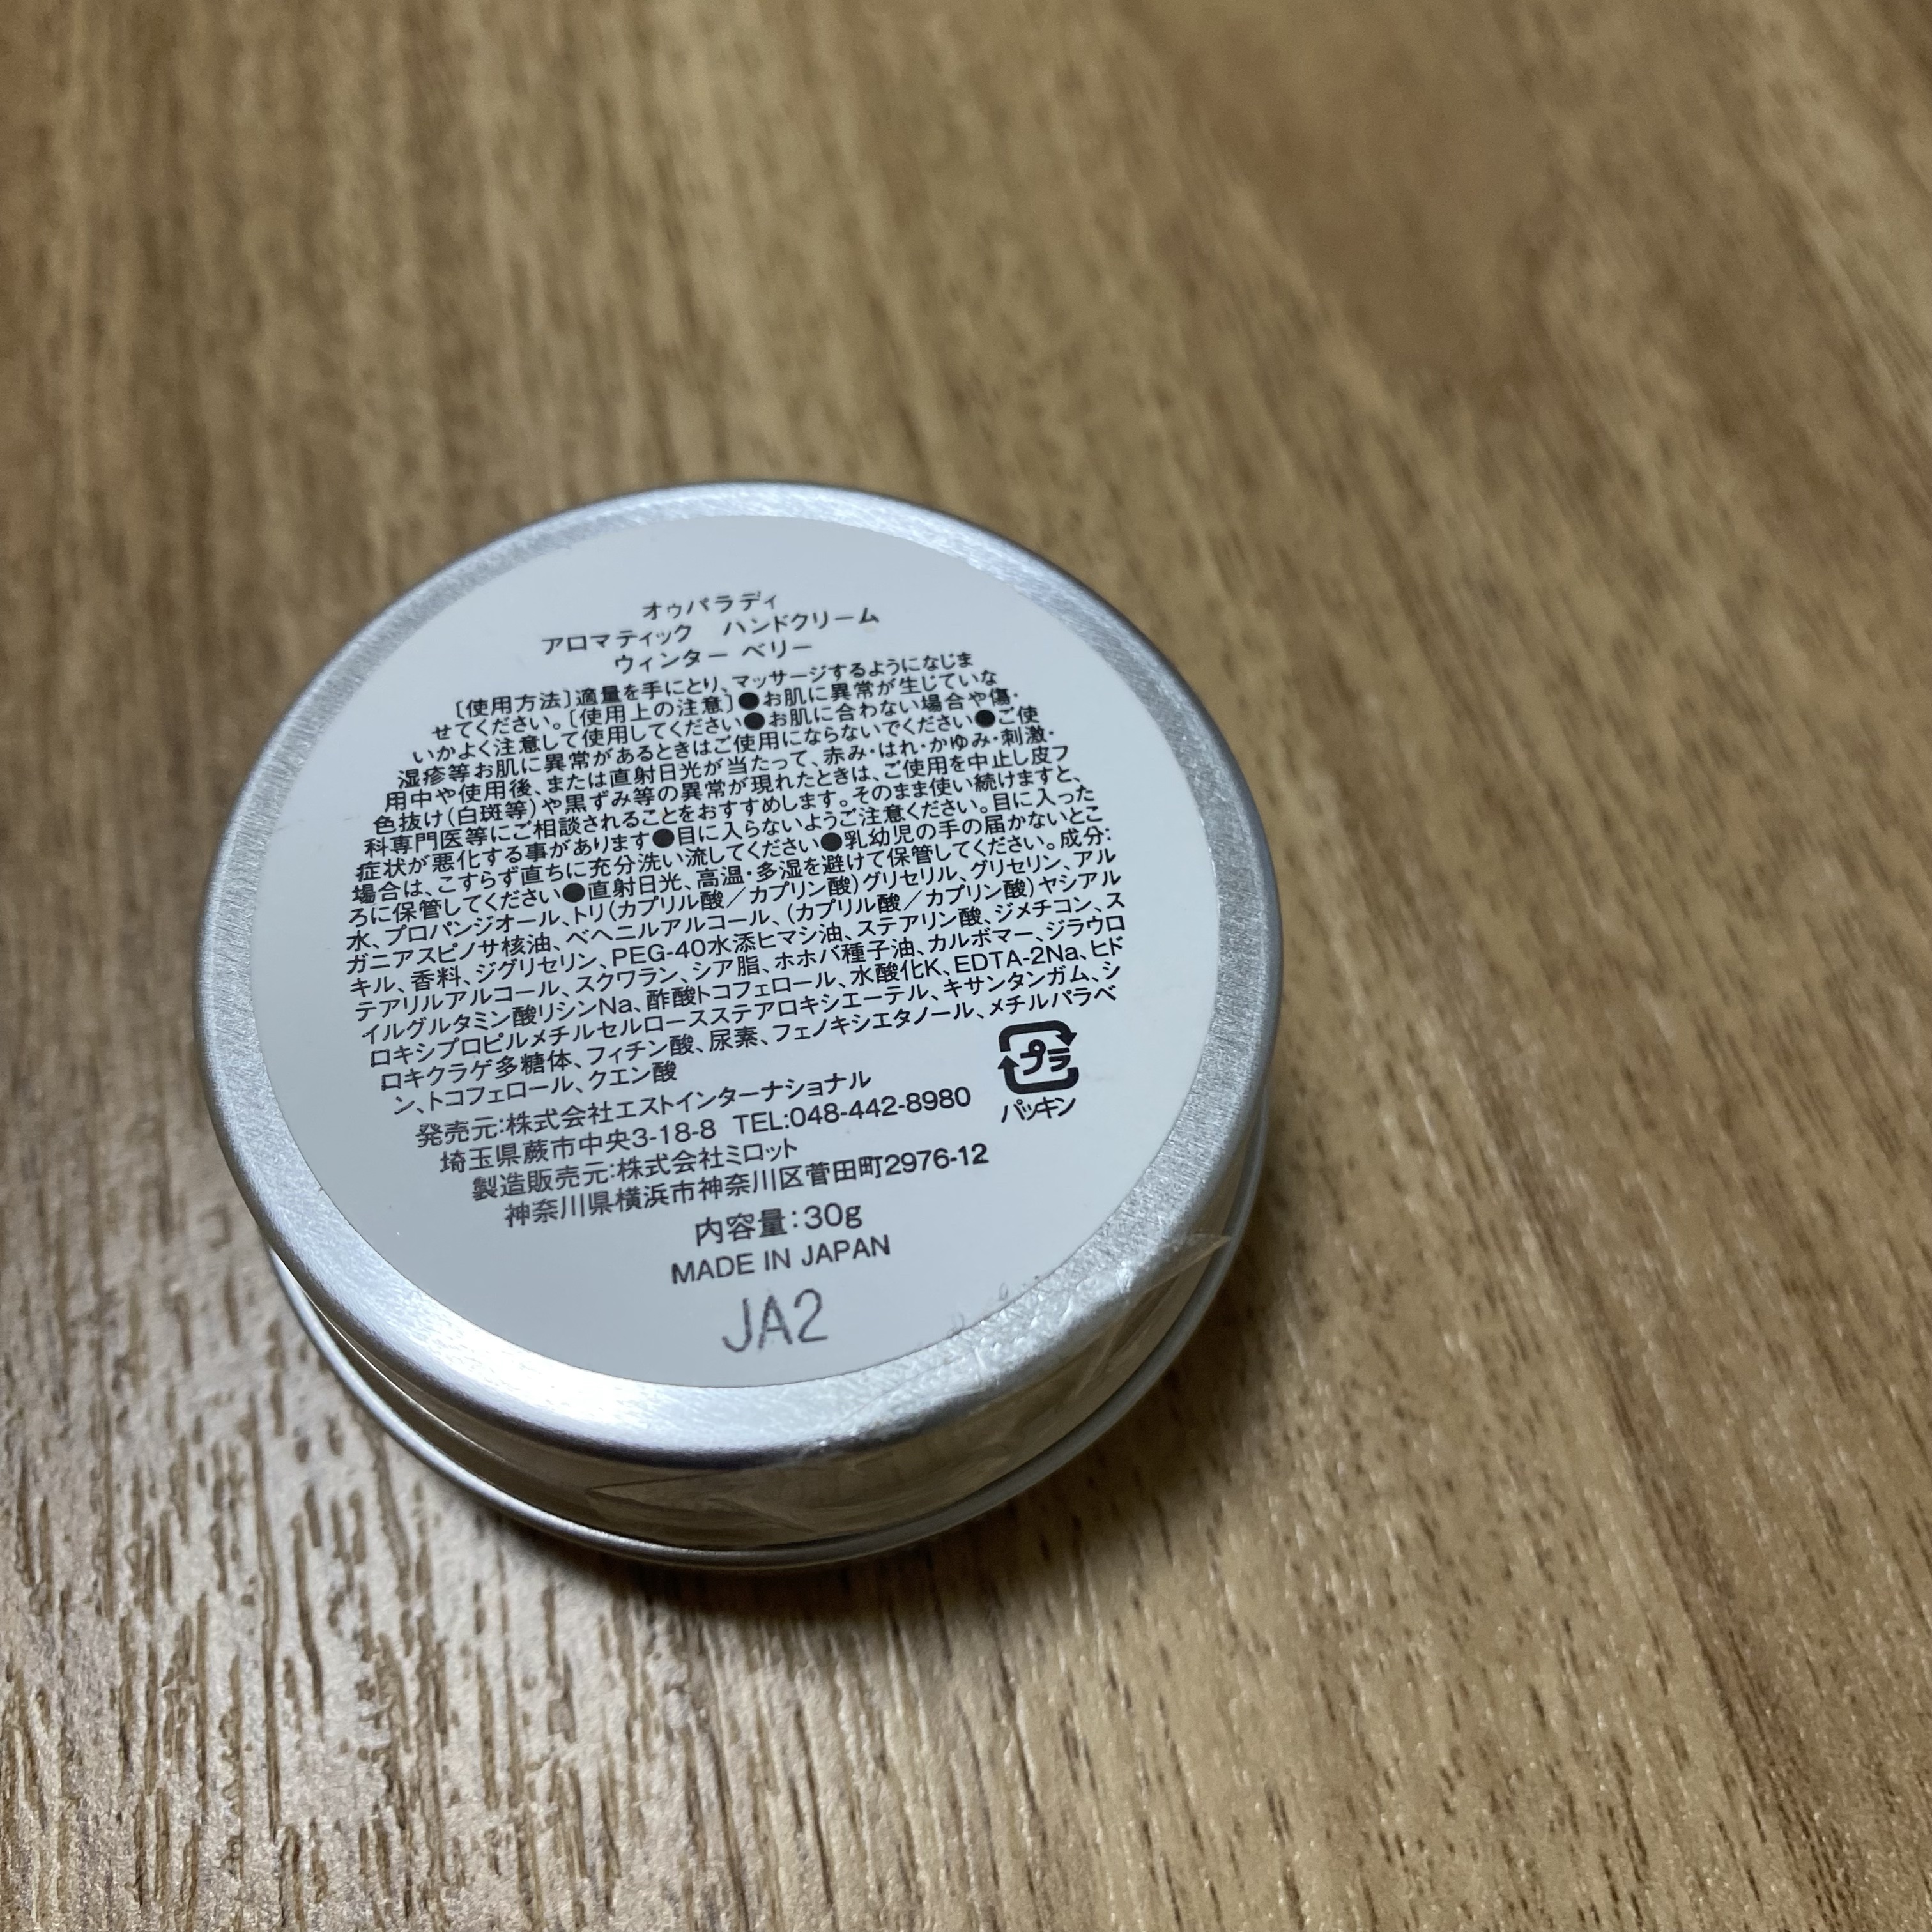 オゥパラディ
アロマティック　ハンドクリーム
ウィンター ベリー
〔使用方法〕適量を手にとり、マッサージするようになじま
せてください。〔使用上の注意〕●お肌に異常が生じていな
いかよく注意して使用してください●お肌に合わない場合や傷・
湿疹等お肌に異常があるときはご使用にならないでください●ご使
用中や使用後、または直射日光が当たって、赤み・はれ・かゆみ・刺激・
色抜け(白斑等)や黒ずみ等の異常が現れたときは、ご使用を中止し皮フ
科専門医等にご相談されることをおすすめします。そのまま使い続けますと、
症状が悪化する事があります●目に入らないようご注意ください。目に入った
場合は、こすらず直ちに充分洗い流してください●乳幼児の手の届かないとこ
ろに保管してください●直射日光、高温・多湿を避けて保管してください。成分:
水、プロパンジオール、トリ(カプリル酸／カプリン酸)グリセリル、グリセリン、アル
ガニアスピノサ核油、ベヘニルアルコール、(カプリル酸／カプリン酸)ヤシアル
キル、香料、ジグリセリン、PEG-40水添ヒマシ油、ステアリン酸、ジメチコン、ス
テアリルアルコール、スクワラン、シア脂、ホホバ種子油、カルボマー、ジラウロ
イルグルタミン酸リシンNa、酢酸トコフェロール、水酸化K、EDTA-2Na、ヒド
ロキシプロピルメチルセルロースステアロキシエーテル、キサンタンガム、シ
ロキクラゲ多糖体、フィチン酸、尿素、フェノキシエタノール、メチルパラベ
ン、トコフェロール、クエン酸
発売元:株式会社エストインターナショナル
埼玉県蕨市中央3-18-8 TEL:048-442-8980
製造販売元:株式会社ミロット
神奈川県横浜市神奈川区菅田町2976-12
プラ
パッキン
内容量:30g
MADE IN JAPAN
JA2